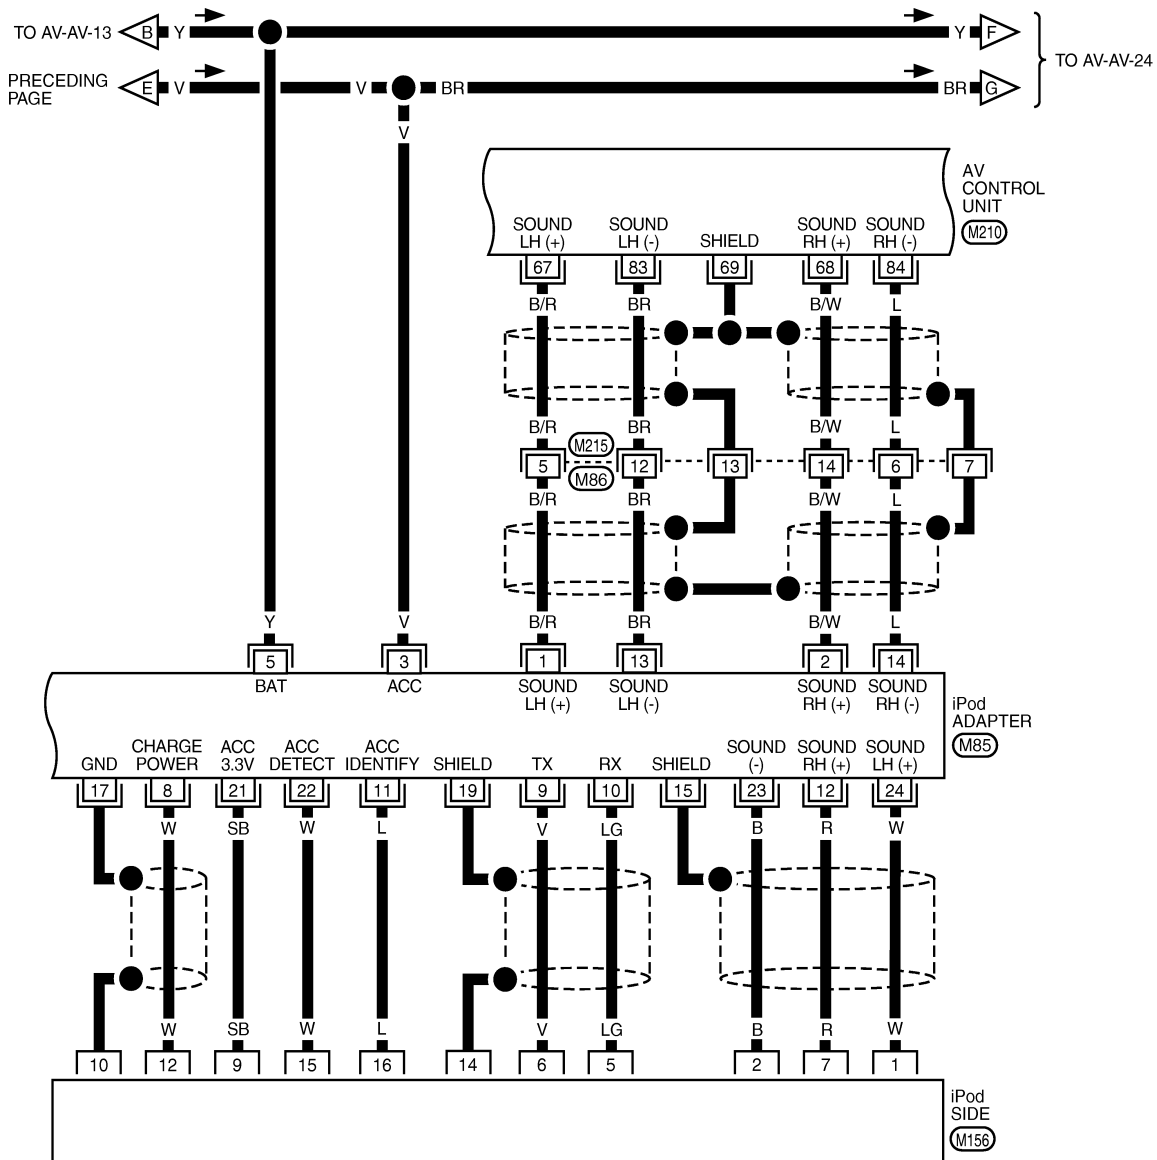 TO AV-AV-13 B Y Y F
PRECEDING
PAGE
E V V BR BR G
TO AV-AV-24
V
AV
CONTROL
UNIT
M210
SOUND
LH (+)
SOUND
LH (-)
SHIELD
SOUND
RH (+)
SOUND
RH (-)
67 83 69 68 84
B/R BR B/W L
B/R BR B/W L
M215
5 12 13 14 6 7
M86
B/R BR B/W L
Y V B/R BR B/W L
5 3 1 13 2 14
BAT
ACC
SOUND
LH (+)
SOUND
LH (-)
SOUND
RH (+)
SOUND
RH (-)
iPod
ADAPTER
M85
GND
CHARGE
POWER
ACC
3.3V
ACC
DETECT
ACC
IDENTIFY
SHIELD
TX
RX
SHIELD
SOUND
(-)
SOUND
RH (+)
SOUND
LH (+)
17 8 21 22 11 19 9 10 15 23 12 24
W SB W L V LG B R W
W SB W L V LG B R W
10 12 9 15 16 14 6 5 2 7 1
iPod
SIDE
M156